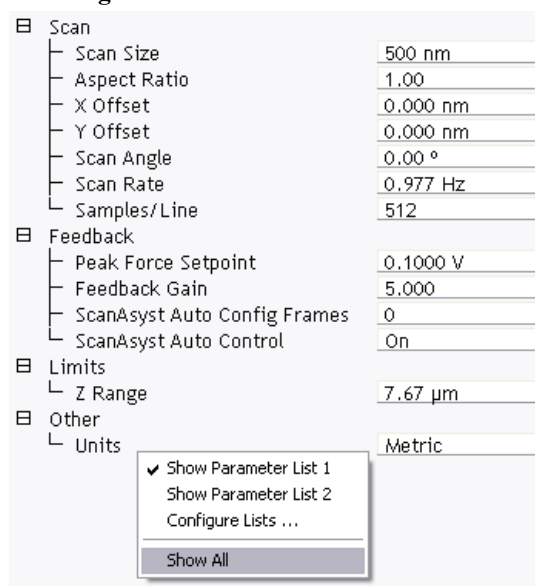 Scan
Scan Size 500 nm
Aspect Ratio 1.00
X Offset 0.000 nm
Y Offset 0.000 nm
Scan Angle 0.00 º
Scan Rate 0.977 Hz
Samples/Line 512
Feedback
Peak Force Setpoint 0.1000 V
Feedback Gain 5.000
ScanAsyst Auto Config Frames 0
ScanAsyst Auto Control On
Limits
Z Range 7.67 µm
Other
Units Metric
Show Parameter List 1
Show Parameter List 2
Configure Lists ...
Show All